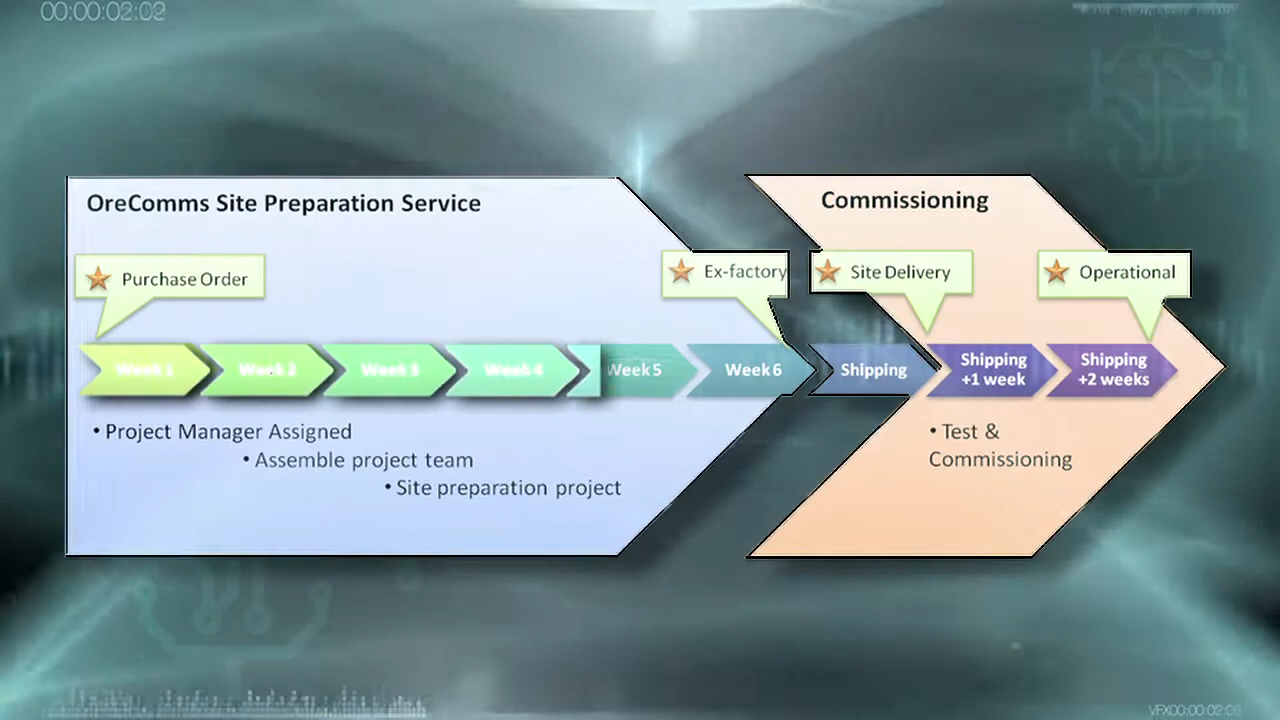 00:00:02:02
OreComms Site Preparation Service
Commissioning
Purchase Order
Ex-factory
Site Delivery
Operational
Week 1
Week 2
Week 3
Week 4
Week 5
Week 6
Shipping
Shipping
+1 week
Shipping
+2 weeks
• Project Manager Assigned
• Assemble project team
• Site preparation project
• Test &
Commissioning